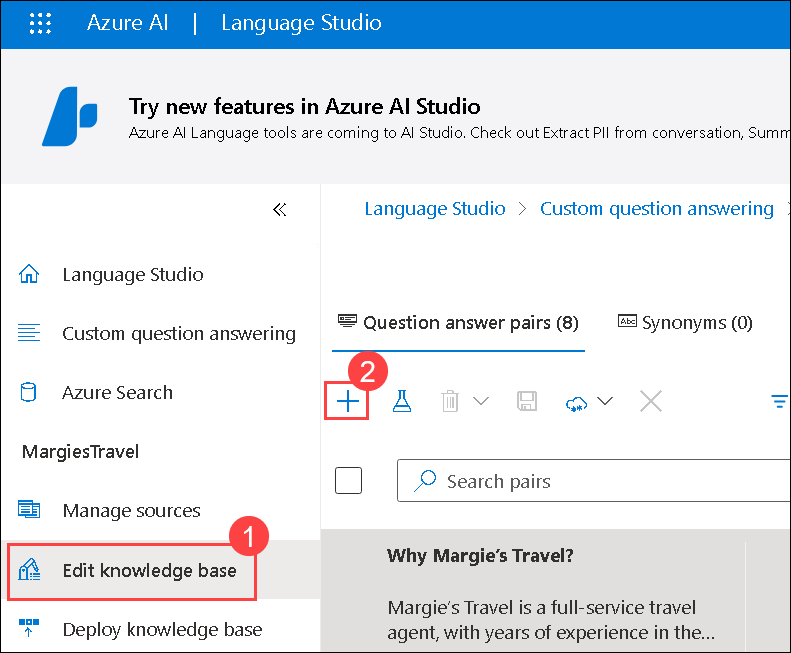 Azure AI | Language Studio
Try new features in Azure AI Studio
Azure AI Language tools are coming to AI Studio. Check out Extract PII from conversation, Summ
Language Studio > Custom question answering >
Language Studio
Custom question answering
Azure Search
MargiesTravel
Manage sources
1
Edit knowledge base
Deploy knowledge base
Question answer pairs (8)
Abc Synonyms (0)
2
Search pairs
Why Margie's Travel?
Margie's Travel is a full-service travel
agent, with years of experience in the...